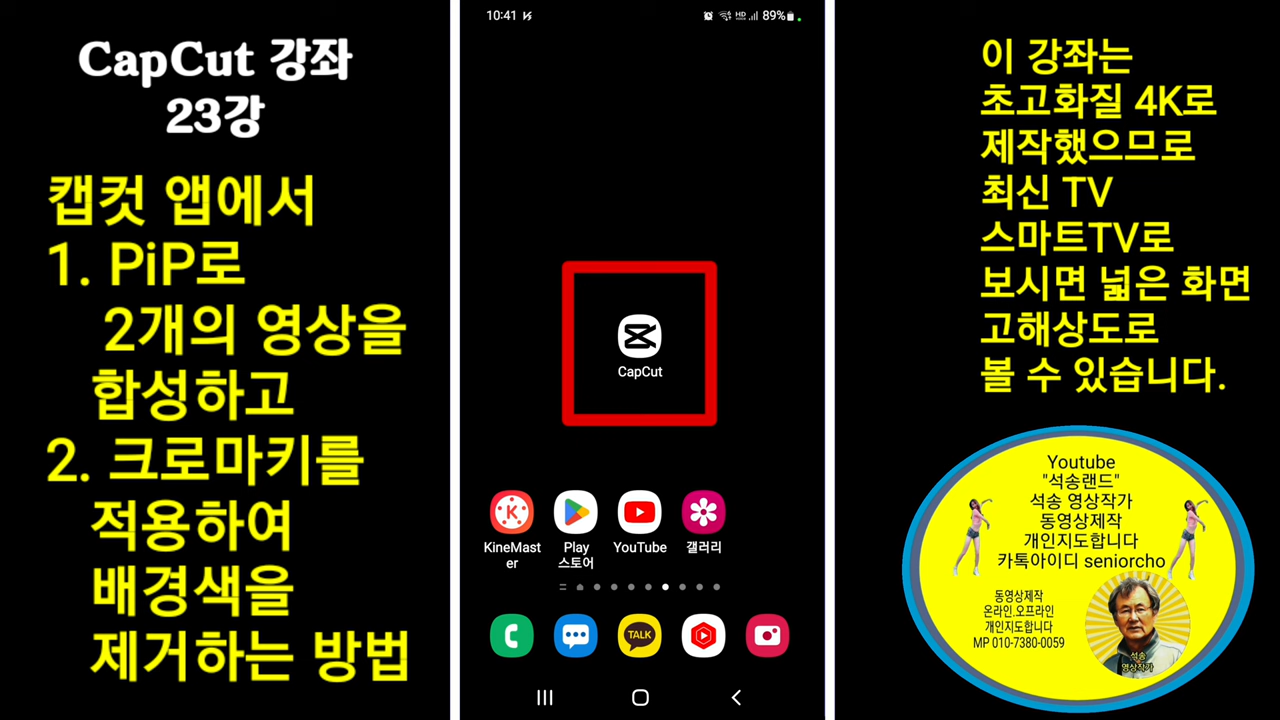 CapCut 강좌
23강
캡컷 앱에서
1. PiP로
2개의 영상을
합성하고
2. 크로마키를
적용하여
배경색을
제거하는 방법
10:41
HD
89%
CapCut
KineMast
er
Play
스토어
YouTube
갤러리
TALK
이 강좌는
초고화질 4K로
제작했으므로
최신 TV
스마트TV로
보시면 넓은 화면
고해상도로
볼 수 있습니다.
Youtube
"석송랜드"
석송 영상작가
동영상제작
개인지도합니다
카톡아이디 seniorcho
동영상제작
온라인.오프라인
개인지도합니다
MP 010-7380-0059
석송
영상작가